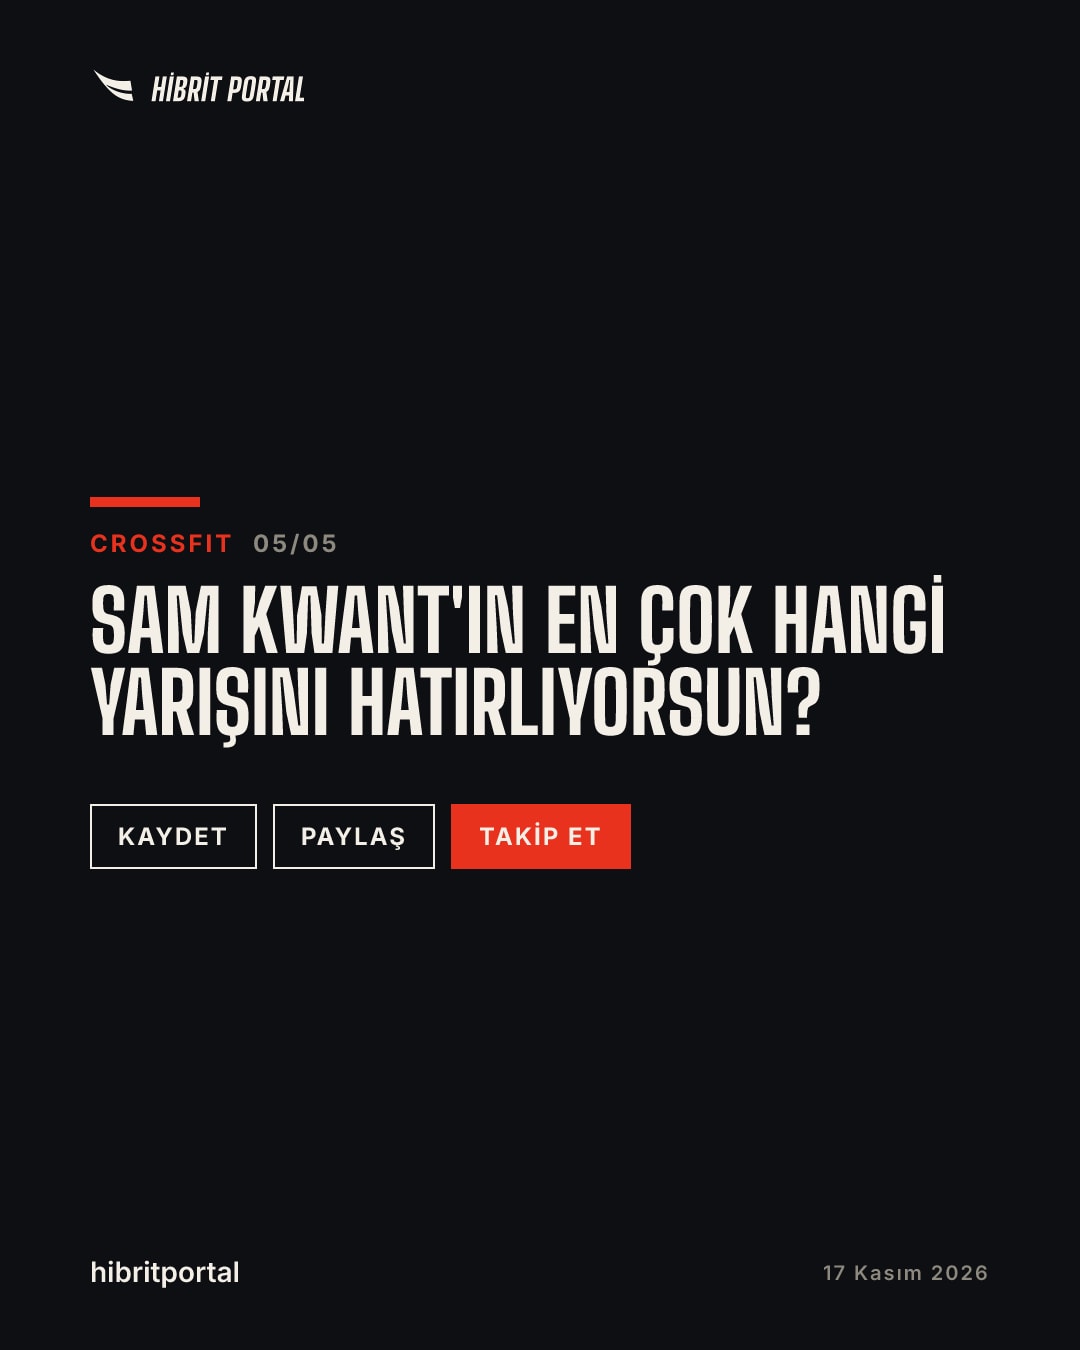 HİBRİT PORTAL
CROSSFIT 05/05
SAM KWANT'IN EN ÇOK HANGİ
YARIŞINI HATIRLIYORSUN?
KAYDET PAYLAŞ TAKİP ET
hibritportal 17 Kasım 2026